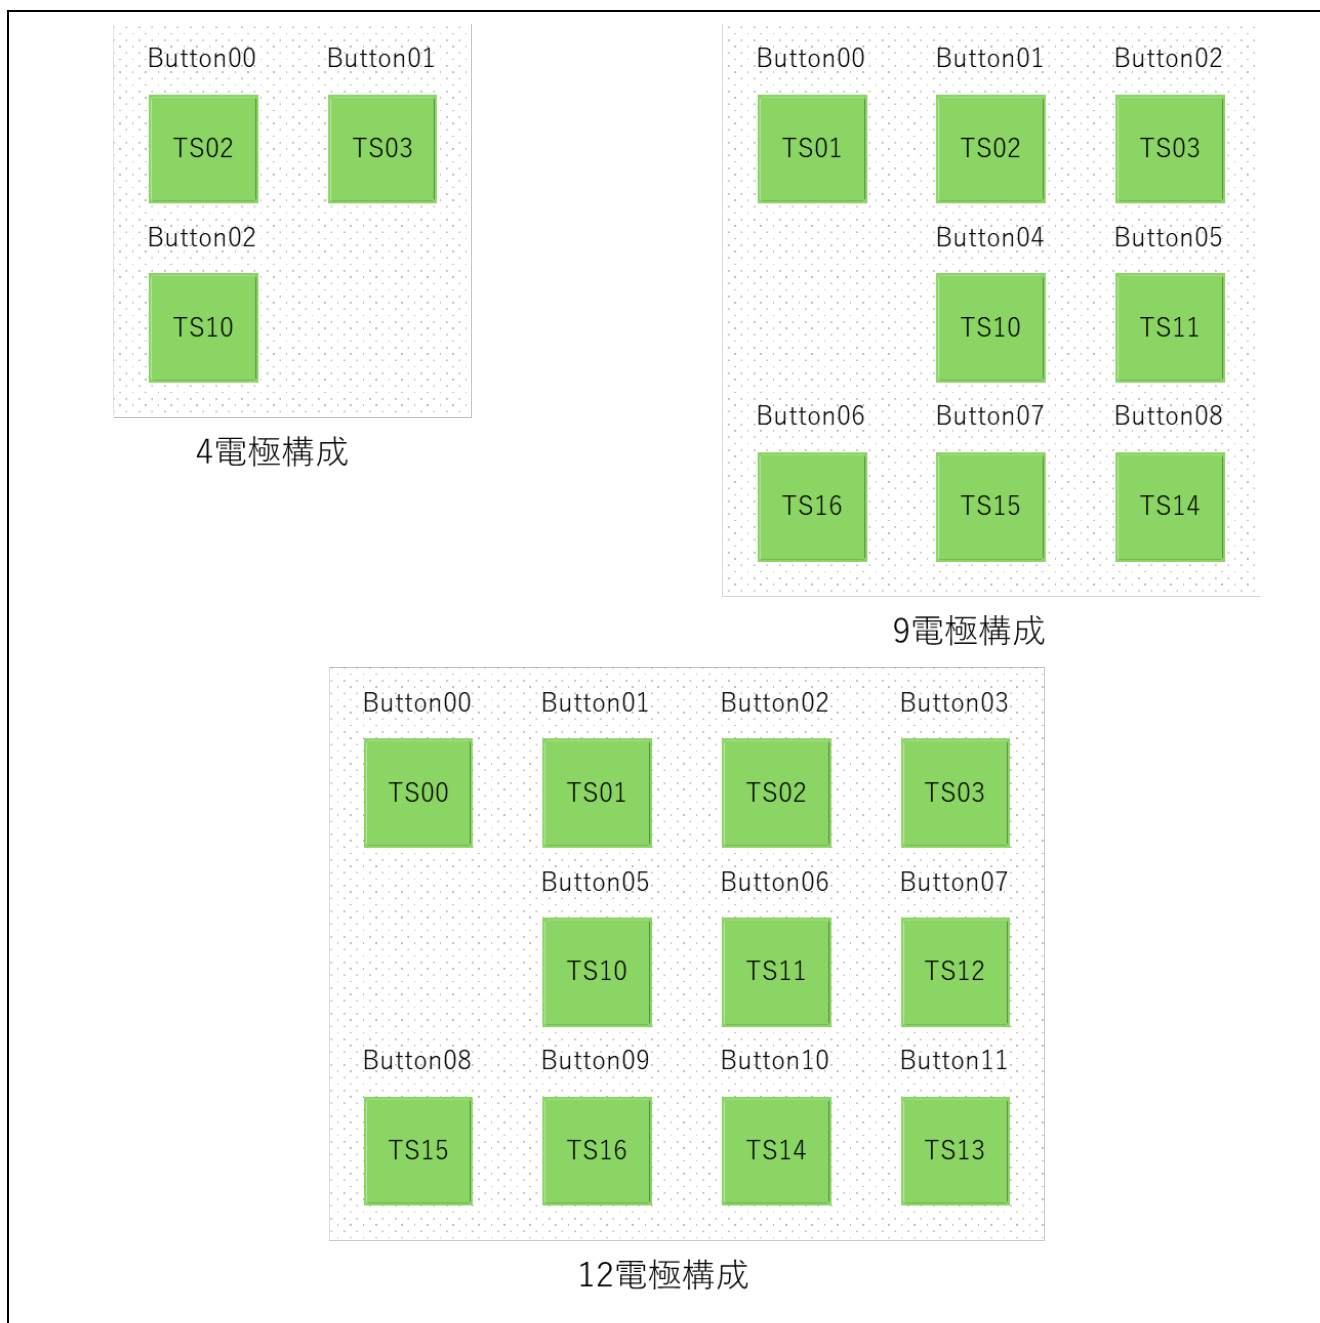 Button00 Button01
TS02 TS03
Button02
TS10
4電極構成
Button00 Button01 Button02
TS01 TS02 TS03
Button04 Button05
TS10 TS11
Button06 Button07 Button08
TS16 TS15 TS14
9電極構成
Button00 Button01 Button02 Button03
TS00 TS01 TS02 TS03
Button05 Button06 Button07
TS10 TS11 TS12
Button08 Button09 Button10 Button11
TS15 TS16 TS14 TS13
12電極構成